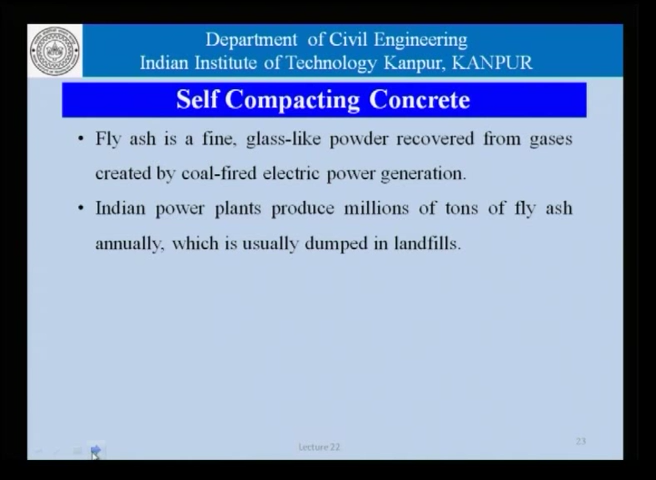 Department of Civil Engineering
Indian Institute of Technology Kanpur, KANPUR
Self Compacting Concrete
• Fly ash is a fine, glass-like powder recovered from gases
created by coal-fired electric power generation.
• Indian power plants produce millions of tons of fly ash
annually, which is usually dumped in landfills.
Lecture 22
23